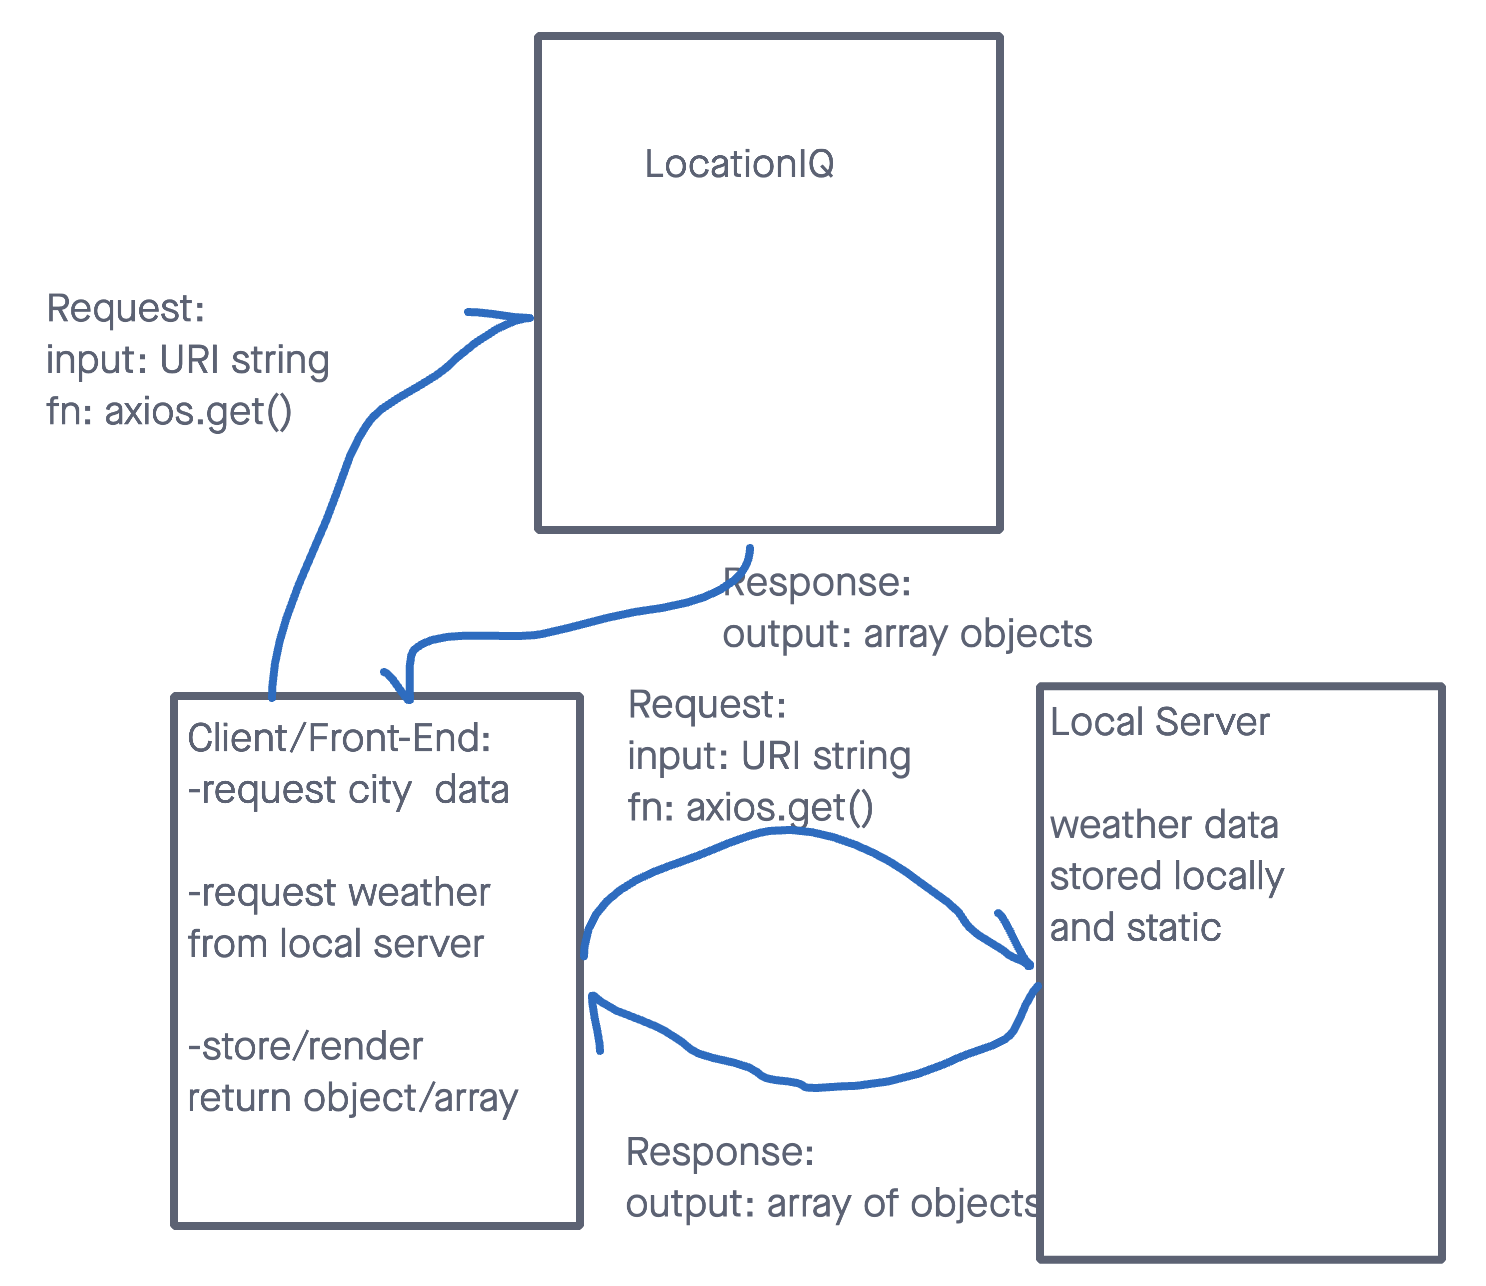 LocationIQ
Request:
input: URI string
fn: axios.get()
Response:
output: array objects
Client/Front-End:
-request city  data
-request weather
from local server
-store/render
return object/array
Request:
input: URI string
fn: axios.get()
Local Server
weather data
stored locally
and static
Response:
output: array of objects